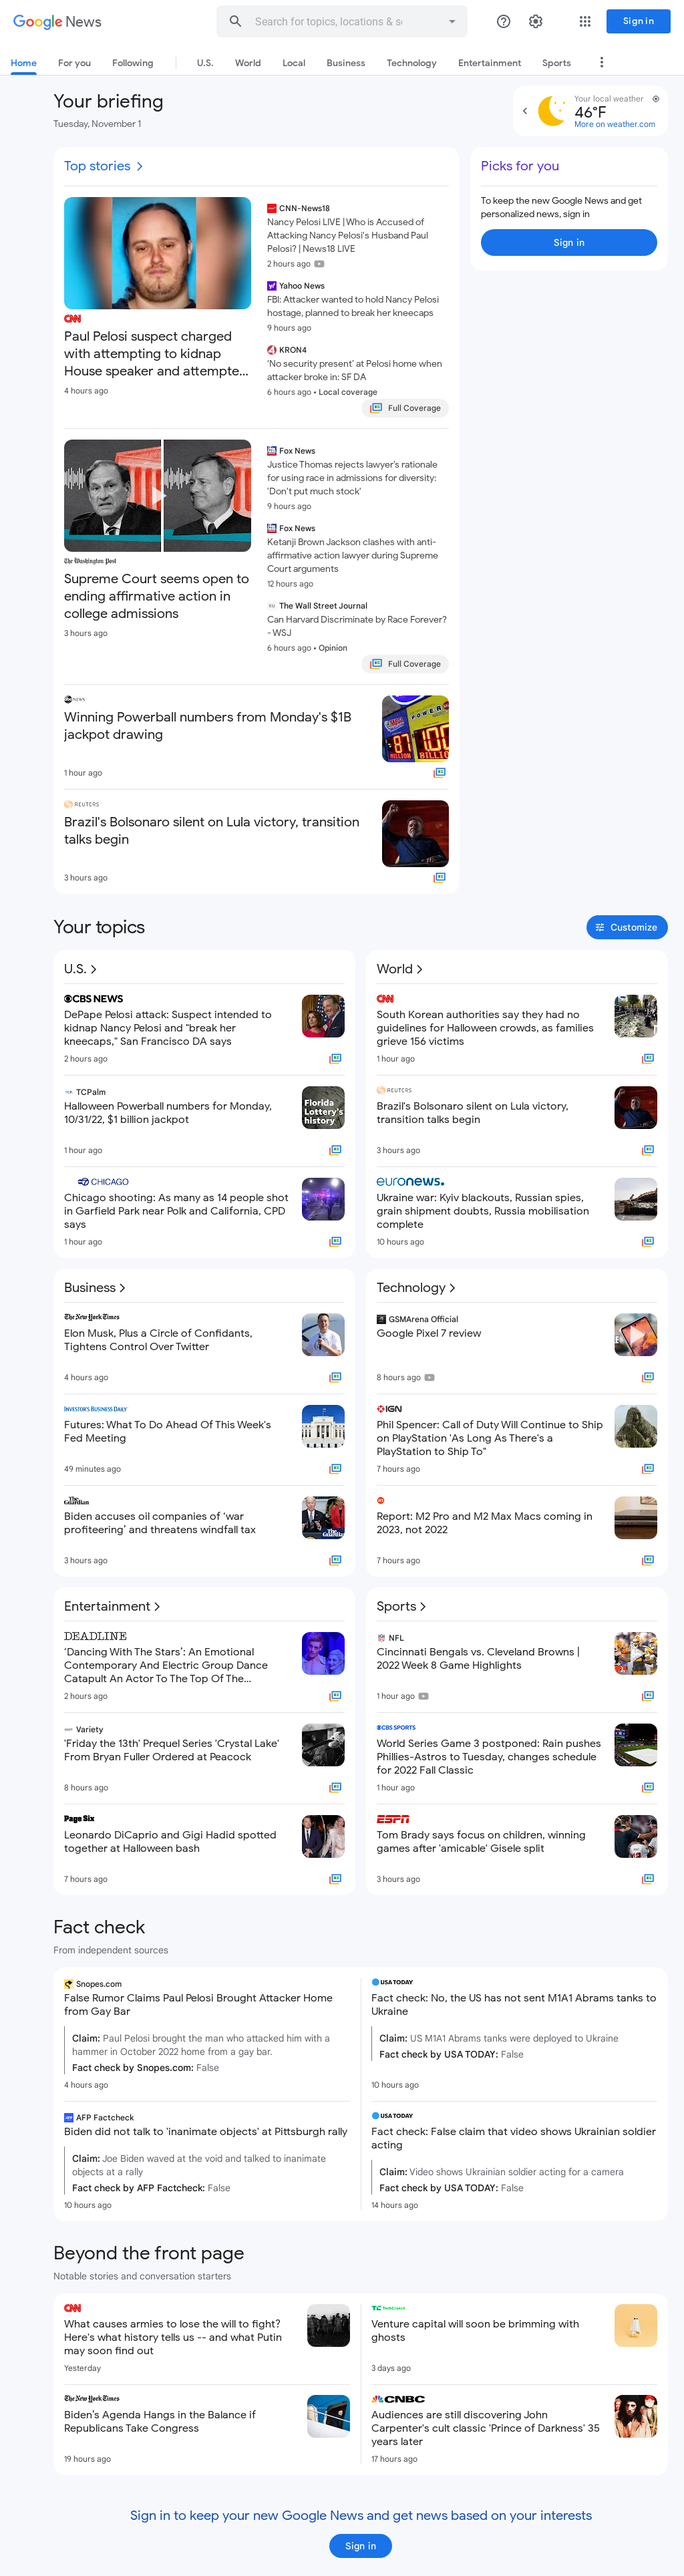 Google News
Search for topics, locations & sc
Sign in
Home
For you
Following
U.S.
World
Local
Business
Technology
Entertainment
Sports
Your briefing
Tuesday, November 1
Your local weather
46°F
More on weather.com
Top stories
CNN
Paul Pelosi suspect charged
with attempting to kidnap
House speaker and attempte...
4 hours ago
CNN-News18
Nancy Pelosi LIVE | Who is Accused of
Attacking Nancy Pelosi's Husband Paul
Pelosi? | News18 LIVE
2 hours ago
Yahoo News
FBI: Attacker wanted to hold Nancy Pelosi
hostage, planned to break her kneecaps
9 hours ago
KRON4
'No security present' at Pelosi home when
attacker broke in: SF DA
6 hours ago • Local coverage
Full Coverage
Picks for you
To keep the new Google News and get
personalized news, sign in
Sign in
The Washington Post
Supreme Court seems open to
ending affirmative action in
college admissions
3 hours ago
Fox News
Justice Thomas rejects lawyer's rationale
for using race in admissions for diversity:
'Don't put much stock'
9 hours ago
Fox News
Ketanji Brown Jackson clashes with anti-
affirmative action lawyer during Supreme
Court arguments
12 hours ago
The Wall Street Journal
Can Harvard Discriminate by Race Forever?
- WSJ
6 hours ago • Opinion
Full Coverage
abc NEWS
Winning Powerball numbers from Monday's $1B
jackpot drawing
1 hour ago
POWER
87
MILLION
100
BILLION
REUTERS
Brazil's Bolsonaro silent on Lula victory, transition
talks begin
3 hours ago
Your topics
Customize
U.S.
CBS NEWS
DePape Pelosi attack: Suspect intended to
kidnap Nancy Pelosi and "break her
kneecaps," San Francisco DA says
2 hours ago
TCPalm
Halloween Powerball numbers for Monday,
10/31/22, $1 billion jackpot
1 hour ago
Florida
Lottery's
history
7 CHICAGO
Chicago shooting: As many as 14 people shot
in Garfield Park near Polk and California, CPD
says
1 hour ago
World
CNN
South Korean authorities say they had no
guidelines for Halloween crowds, as families
grieve 156 victims
1 hour ago
REUTERS
Brazil's Bolsonaro silent on Lula victory,
transition talks begin
3 hours ago
euronews.
Ukraine war: Kyiv blackouts, Russian spies,
grain shipment doubts, Russia mobilisation
complete
10 hours ago
Business
The New York Times
Elon Musk, Plus a Circle of Confidants,
Tightens Control Over Twitter
4 hours ago
INVESTOR'S BUSINESS DAILY
Futures: What To Do Ahead Of This Week's
Fed Meeting
49 minutes ago
The Guardian
Biden accuses oil companies of 'war
profiteering' and threatens windfall tax
3 hours ago
The
Guardian
Technology
GSMArena Official
Google Pixel 7 review
8 hours ago
IGN
Phil Spencer: Call of Duty Will Continue to Ship
on PlayStation 'As Long As There's a
PlayStation to Ship To"
7 hours ago
Report: M2 Pro and M2 Max Macs coming in
2023, not 2022
7 hours ago
Entertainment
DEADLINE
'Dancing With The Stars': An Emotional
Contemporary And Electric Group Dance
Catapult An Actor To The Top Of The...
2 hours ago
Variety
'Friday the 13th' Prequel Series 'Crystal Lake'
From Bryan Fuller Ordered at Peacock
8 hours ago
Page Six
Leonardo DiCaprio and Gigi Hadid spotted
together at Halloween bash
7 hours ago
Sports
NFL
Cincinnati Bengals vs. Cleveland Browns |
2022 Week 8 Game Highlights
1 hour ago
CBS SPORTS
World Series Game 3 postponed: Rain pushes
Phillies-Astros to Tuesday, changes schedule
for 2022 Fall Classic
1 hour ago
ESPN
Tom Brady says focus on children, winning
games after 'amicable' Gisele split
3 hours ago
Fact check
From independent sources
Snopes.com
False Rumor Claims Paul Pelosi Brought Attacker Home
from Gay Bar
Claim: Paul Pelosi brought the man who attacked him with a
hammer in October 2022 home from a gay bar.
Fact check by Snopes.com: False
4 hours ago
USA TODAY
Fact check: No, the US has not sent M1A1 Abrams tanks to
Ukraine
Claim: US M1A1 Abrams tanks were deployed to Ukraine
Fact check by USA TODAY: False
10 hours ago
AFP Factcheck
Biden did not talk to 'inanimate objects' at Pittsburgh rally
Claim: Joe Biden waved at the void and talked to inanimate
objects at a rally
Fact check by AFP Factcheck: False
10 hours ago
USA TODAY
Fact check: False claim that video shows Ukrainian soldier
acting
Claim: Video shows Ukrainian soldier acting for a camera
Fact check by USA TODAY: False
14 hours ago
Beyond the front page
Notable stories and conversation starters
CNN
What causes armies to lose the will to fight?
Here's what history tells us -- and what Putin
may soon find out
Yesterday
TechCrunch
Venture capital will soon be brimming with
ghosts
3 days ago
The New York Times
Biden's Agenda Hangs in the Balance if
Republicans Take Congress
19 hours ago
CNBC
Audiences are still discovering John
Carpenter's cult classic 'Prince of Darkness' 35
years later
17 hours ago
Sign in to keep your new Google News and get news based on your interests
Sign in